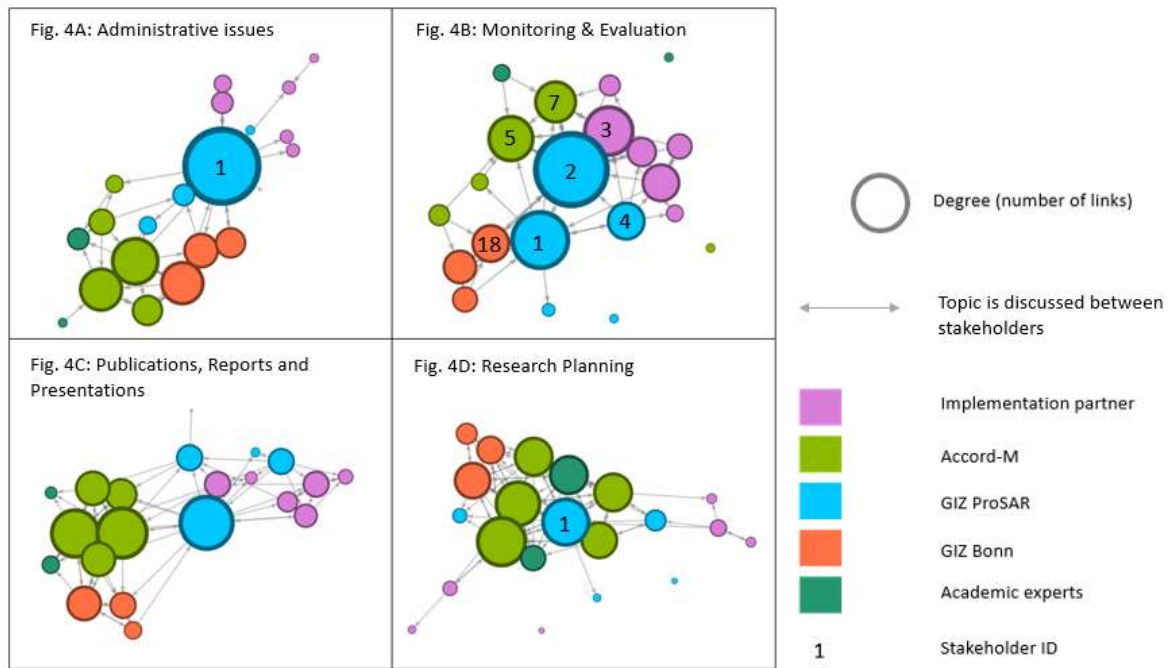 Fig. 4A: Administrative issues
1
Fig. 4B: Monitoring & Evaluation
7
5
3
2
4
18
1
Fig. 4C: Publications, Reports and
Presentations
Fig. 4D: Research Planning
1
Degree (number of links)
Topic is discussed between
stakeholders
Implementation partner
Accord-M
GIZ ProSAR
GIZ Bonn
Academic experts
1 Stakeholder ID